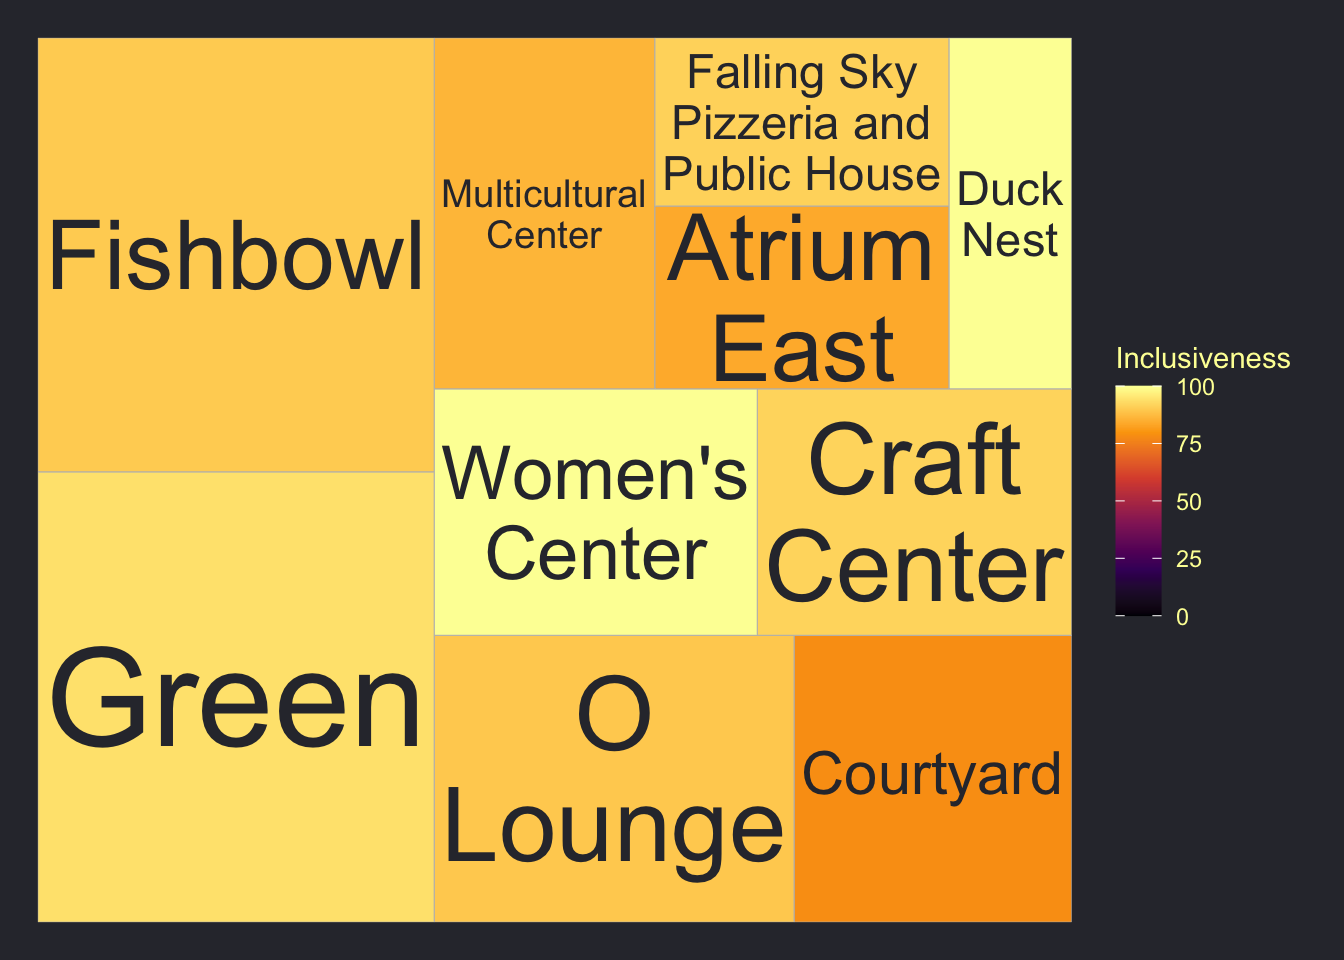 Fishbowl
Green
Multicultural
Center
Falling Sky
Pizzeria and
Public House
Atrium
East
Duck
Nest
Women's
Center
Craft
Center
O
Lounge
Courtyard
Inclusiveness
100
75
50
25
0